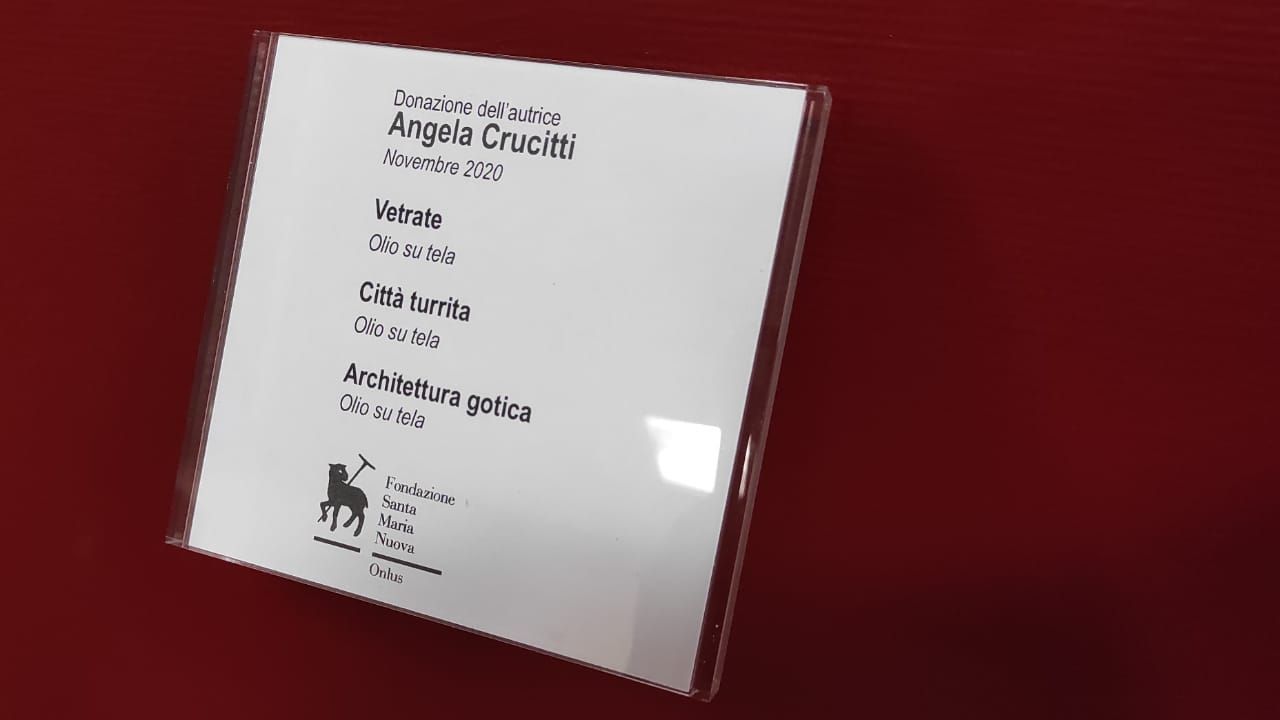 Donazione dell'autrice
Angela Crucitti
Novembre 2020
Vetrate
Olio su tela
Città turrita
Olio su tela
Architettura gotica
Olio su tela
Fondazione
Santa
Maria
Nuova
Onlus